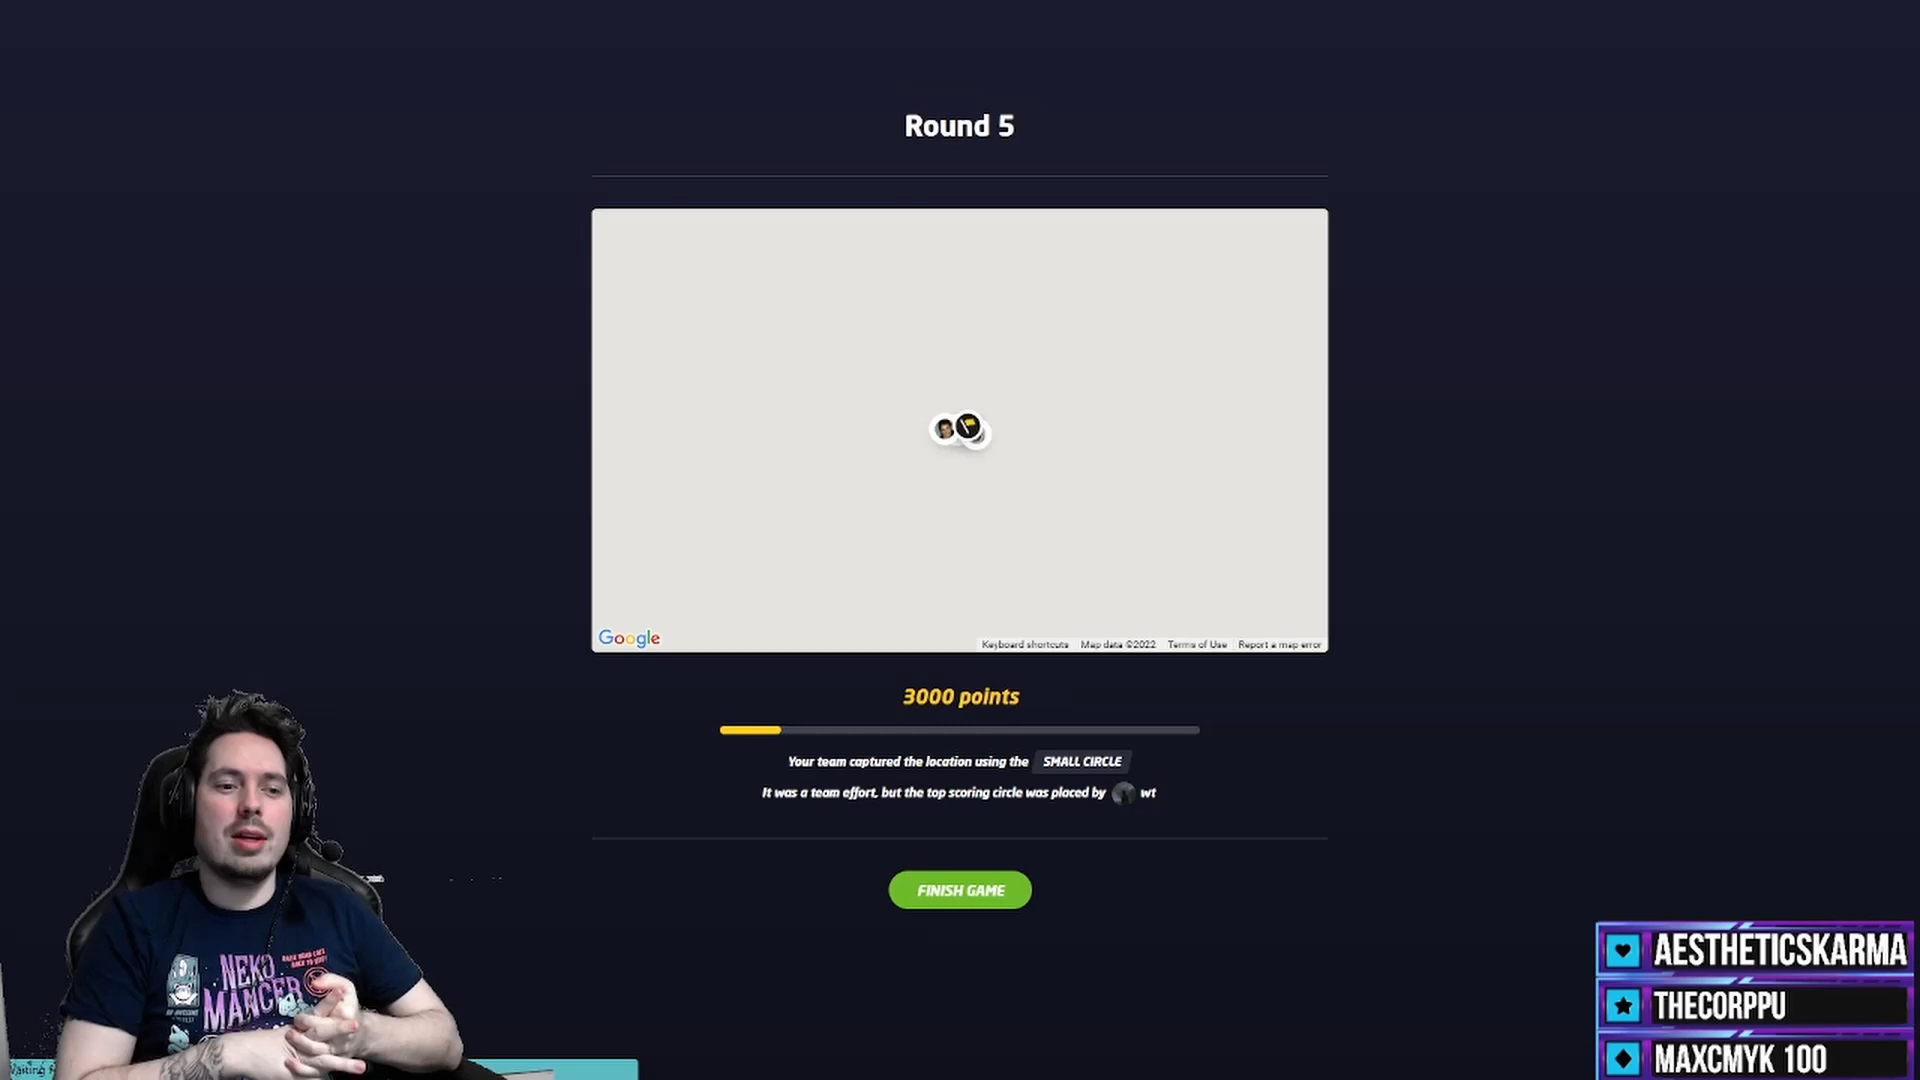 Round 5
Google
Keyboard shortcuts Map data ©2022 Terms of Use Report a map error
3000 points
Your team captured the location using the SMALL CIRCLE
It was a team effort, but the top scoring circle was placed by wt
FINISH GAME
NEKO
MANCER
AESTHETICSKARMA
THECORPPU
MAXCMYK 100